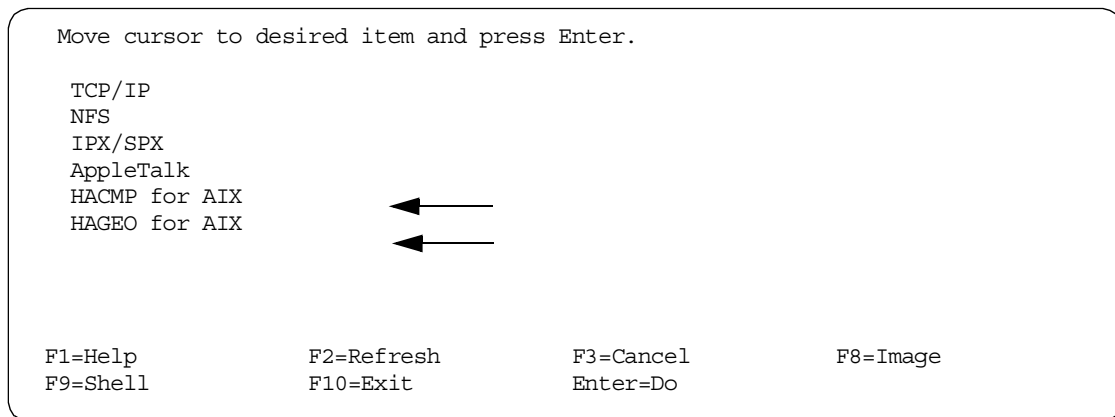 Move cursor to desired item and press Enter.
TCP/IP
NFS
IPX/SPX
AppleTalk
HACMP for AIX
HAGEO for AIX
F1=Help F2=Refresh F3=Cancel F8=Image
F9=Shell F10=Exit Enter=Do